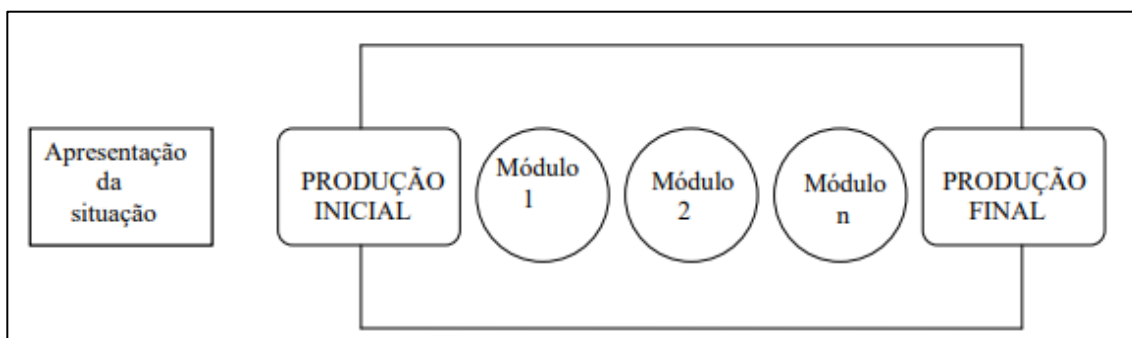 Apresentação
da
situação
PRODUÇÃO
INICIAL
Módulo
1
Módulo
2
Módulo
n
PRODUÇÃO
FINAL